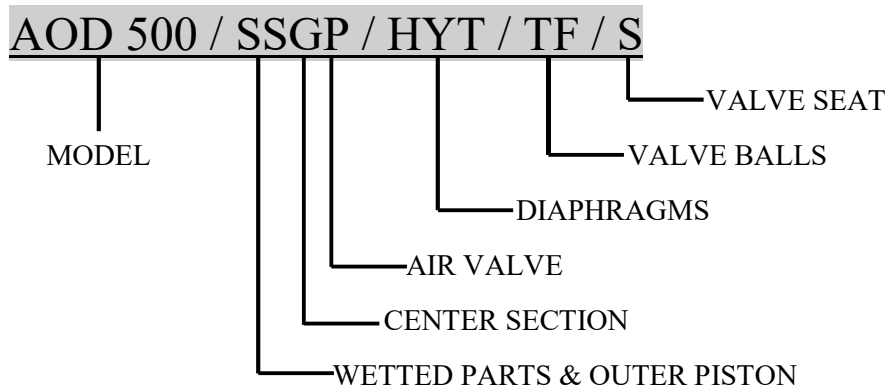 AOD 500 / SSGP / HYT / TF / S
VALVE SEAT
MODEL
VALVE BALLS
DIAPHRAGMS
AIR VALVE
CENTER SECTION
WETTED PARTS & OUTER PISTON